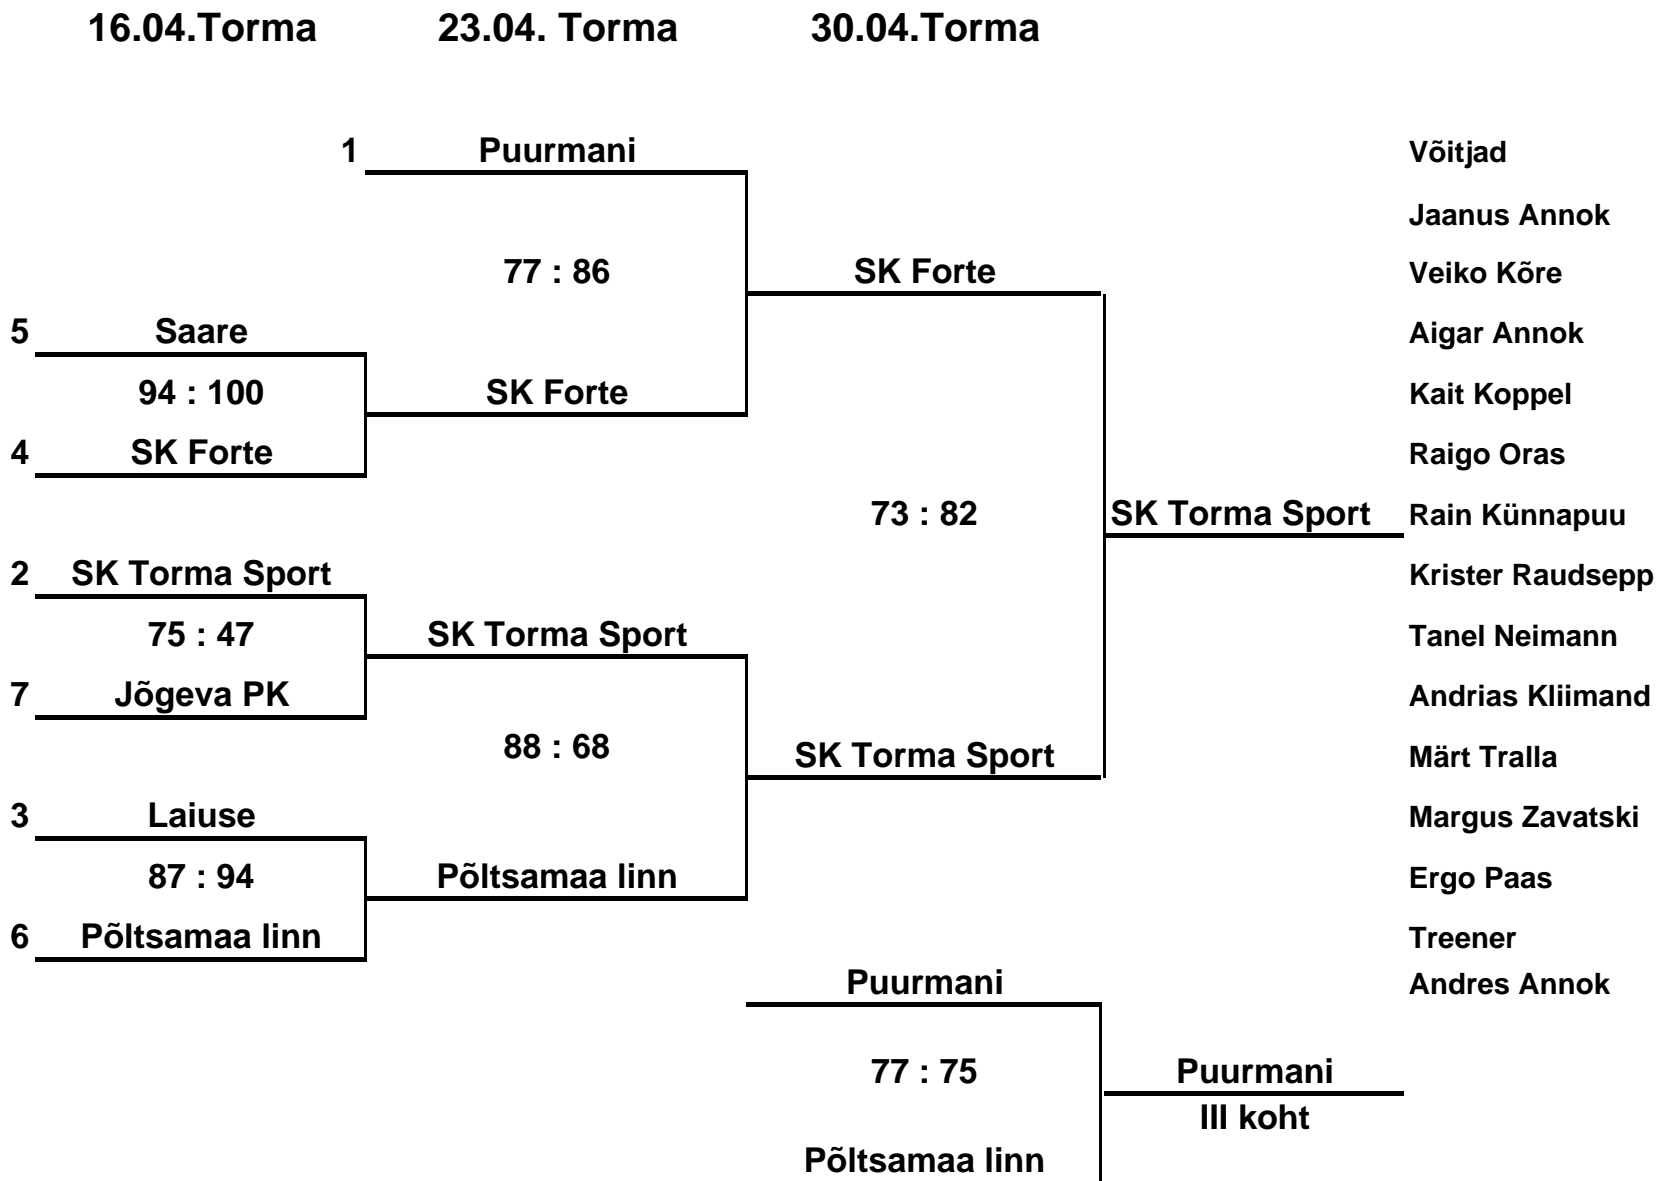 16.04.Torma 23.04. Torma 30.04.Torma
1 Puurmani Võitjad
Jaanus Annok
77 : 86 SK Forte Veiko Kõre
5 Saare Aigar Annok
94 : 100 SK Forte Kait Koppel
4 SK Forte Raigo Oras
73 : 82 SK Torma Sport Rain Künnapuu
2 SK Torma Sport Krister Raudsepp
75 : 47 SK Torma Sport Tanel Neimann
7 Jõgeva PK Andrias Kliimand
88 : 68 SK Torma Sport Märt Tralla
3 Laiuse Margus Zavatski
87 : 94 Põltsamaa linn Ergo Paas
6 Põltsamaa linn Treener
Puurmani Andres Annok
77 : 75 Puurmani
III koht
Põltsamaa linn